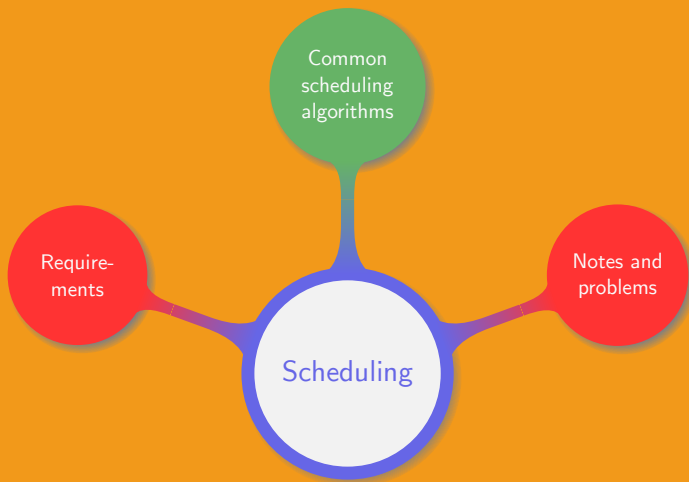 Common
scheduling
algorithms
Require-
ments
Notes and
problems
Scheduling